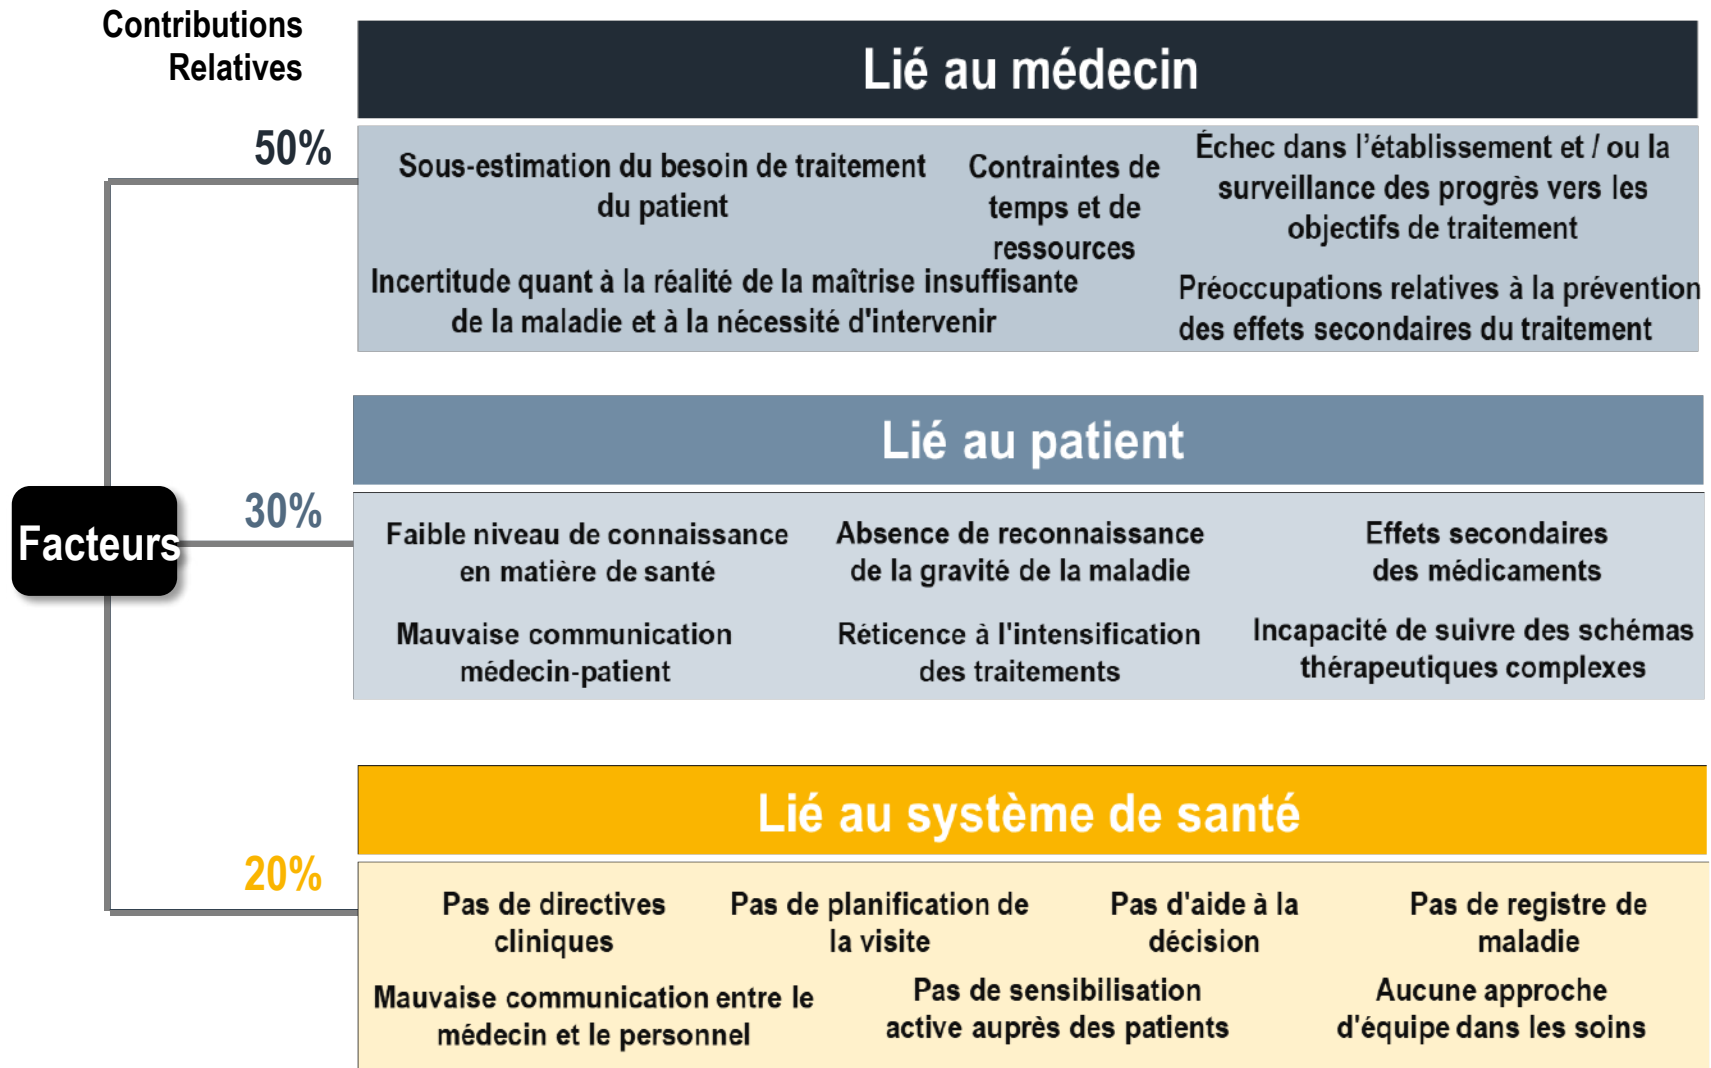 Contributions
Relatives
Lié au médecin
50%
Sous-estimation du besoin de traitement
du patient
Contraintes de
temps et de
ressources
Échec dans l'établissement et / ou la
surveillance des progrès vers les
objectifs de traitement
Incertitude quant à la réalité de la maîtrise insuffisante
de la maladie et à la nécessité d'intervenir
Préoccupations relatives à la prévention
des effets secondaires du traitement
Lié au patient
30%
Facteurs
Faible niveau de connaissance
en matière de santé
Absence de reconnaissance
de la gravité de la maladie
Effets secondaires
des médicaments
Mauvaise communication
médecin-patient
Réticence à l'intensification
des traitements
Incapacité de suivre des schémas
thérapeutiques complexes
Lié au système de santé
20%
Pas de directives
cliniques
Pas de planification de
la visite
Pas d'aide à la
décision
Pas de registre de
maladie
Mauvaise communication entre le
médecin et le personnel
Pas de sensibilisation
active auprès des patients
Aucune approche
d'équipe dans les soins